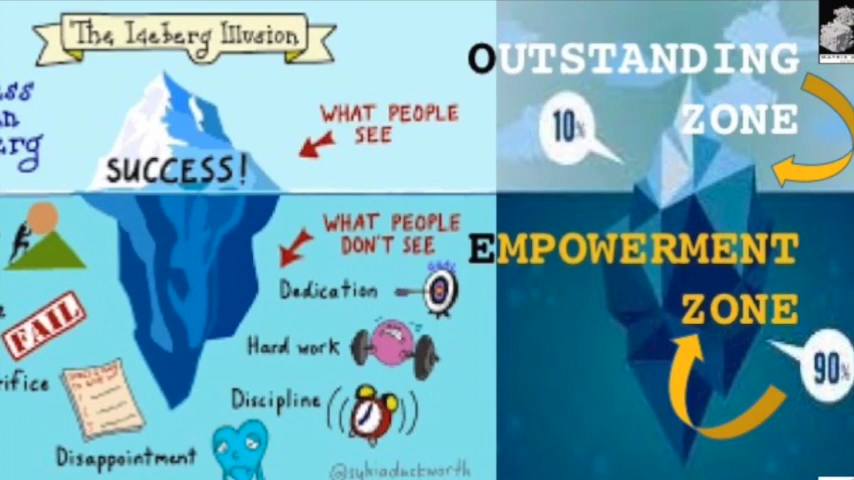 The Iceberg Illusion
WHAT PEOPLE
SEE
SUCCESS!
WHAT PEOPLE
DON'T SEE
Dedication
FAIL
Hard work
Discipline
Disappointment
@sylviaduckworth
OUTSTANDING
ZONE
10%
EMPOWERMENT
ZONE
90%